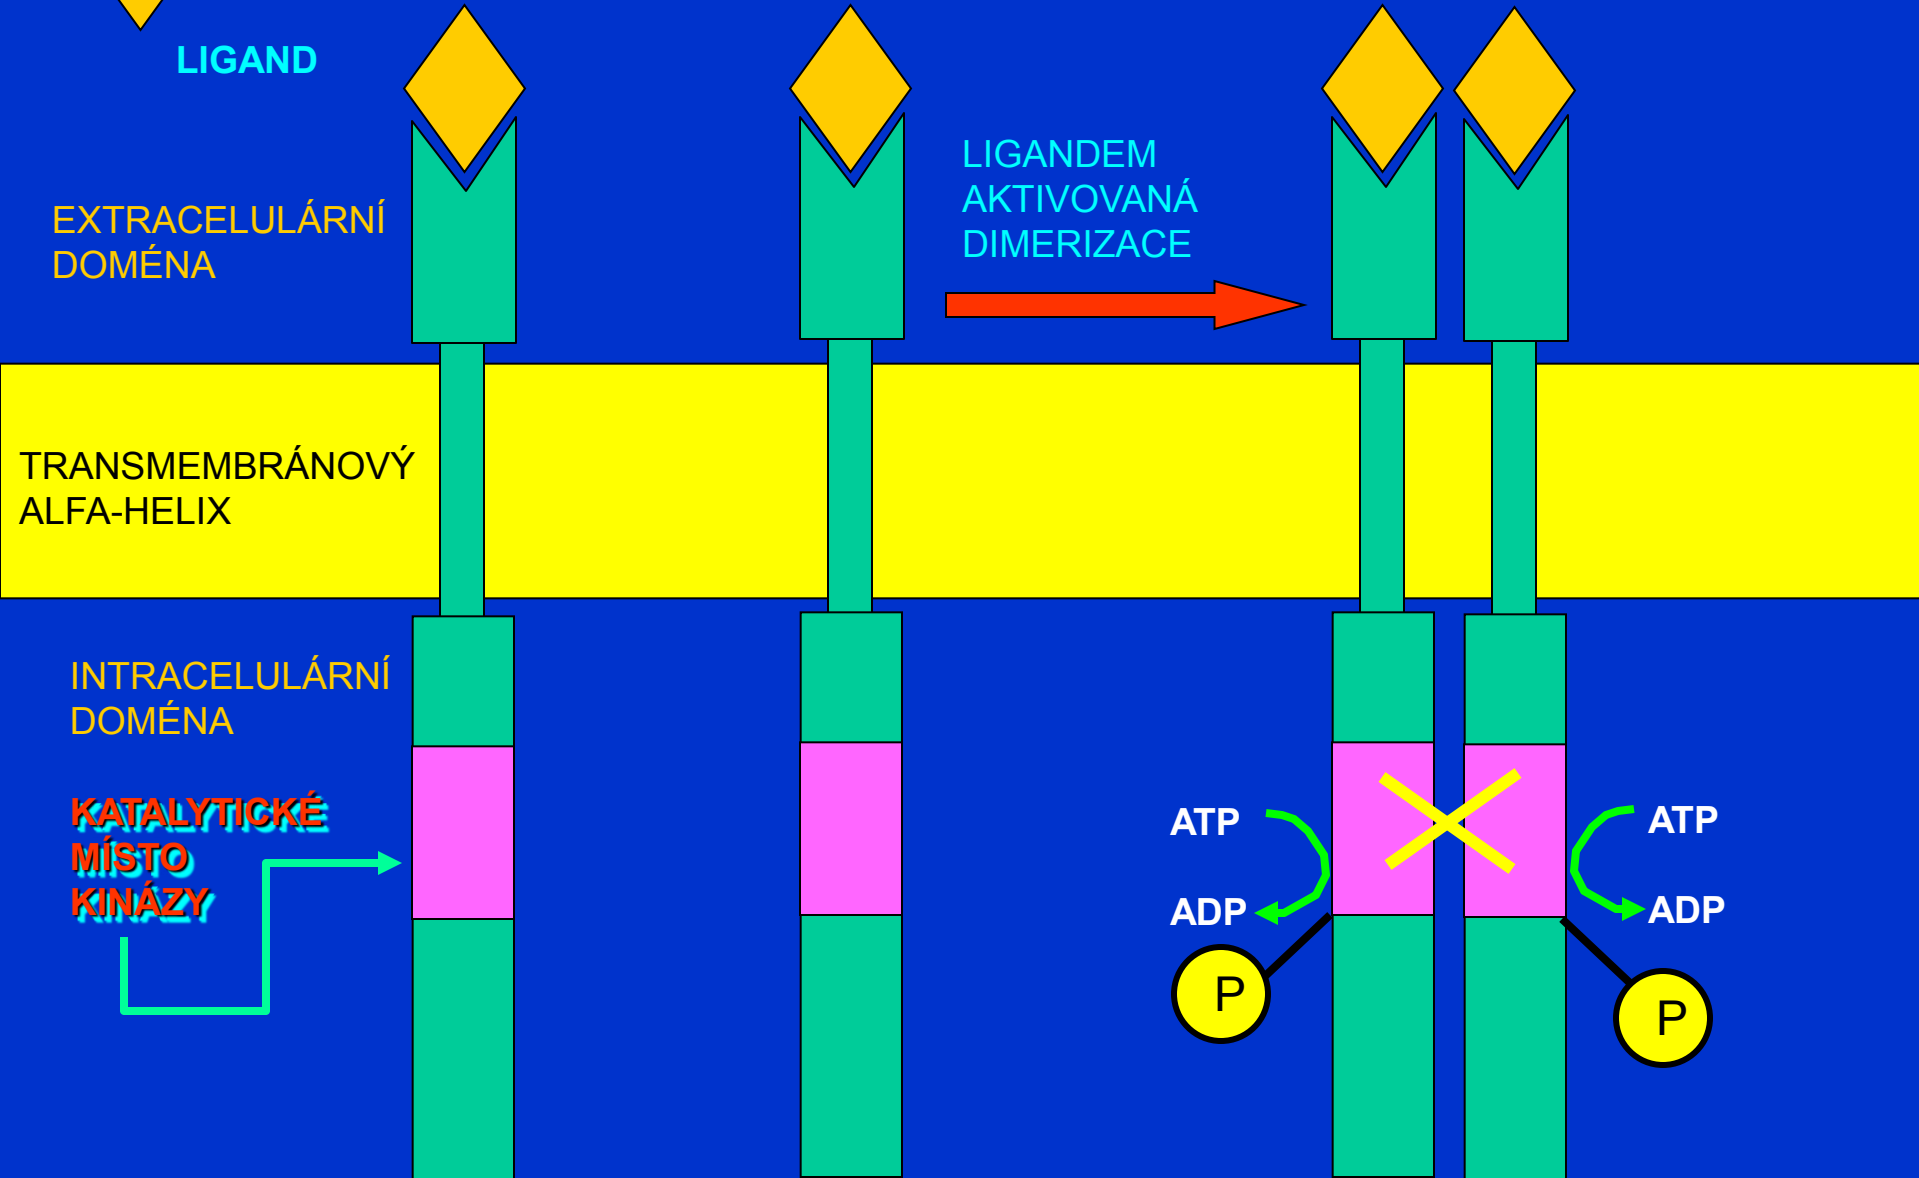 LIGAND
EXTRACELULÁRNÍ
DOMÉNA
LIGANDEM
AKTIVOVANÁ
DIMERIZACE
TRANSMEMBRÁNOVÝ
ALFA-HELIX
INTRACELULÁRNÍ
DOMÉNA
KATALYTICKÉ
MÍSTO
KINÁZY
ATP
ADP
P
ATP
ADP
P